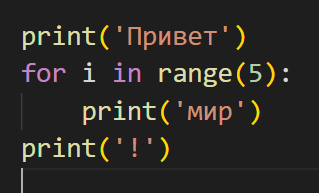 print('Привет')
for i in range(5):
    print('мир')
print('!')